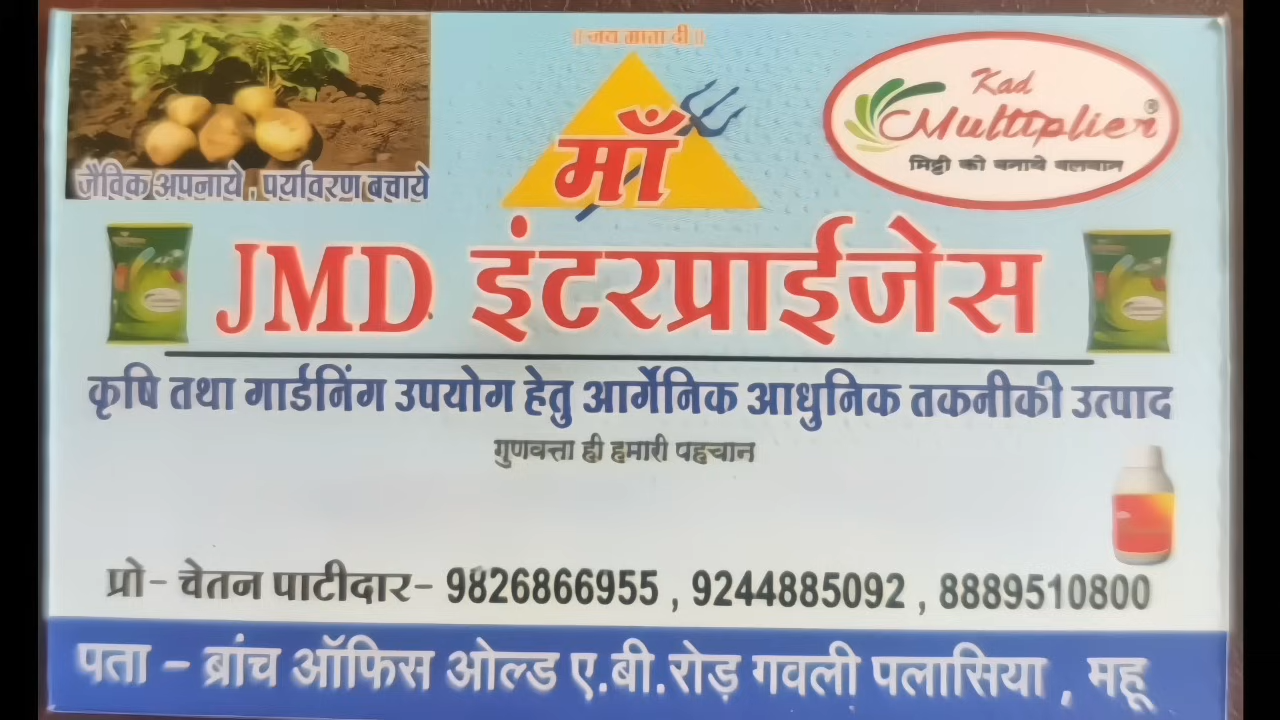 || जय माता दी ||
माँ
Kad
Multiplier®
मिट्टी को बनाये बलवान
जैविक अपनाये , पर्यावरण बचाये
JMD इंटरप्राईजेस
कृषि तथा गार्डनिंग उपयोग हेतु आर्गेनिक आधुनिक तकनीकी उत्पाद
गुणवत्ता ही हमारी पहचान
प्रो- चेतन पाटीदार- 9826866955 , 9244885092 , 8889510800
पता - ब्रांच ऑफिस ओल्ड ए.बी.रोड़ गवली पलासिया , महू